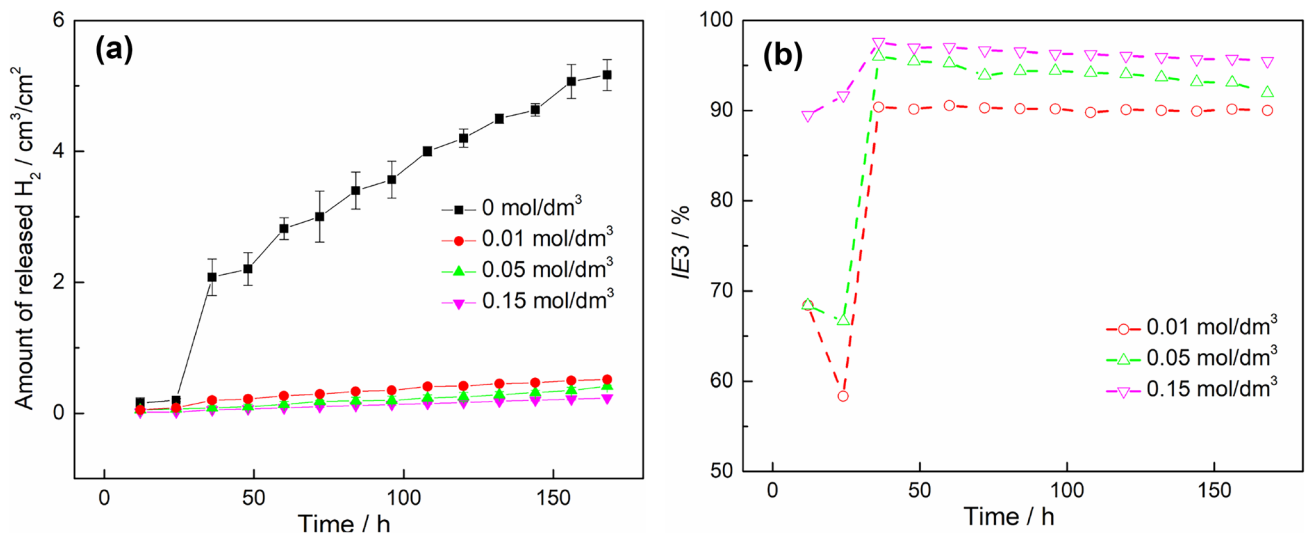 (a)
Amount of released H₂ / cm³/cm²
6
4
2
0
0 mol/dm³
0.01 mol/dm³
0.05 mol/dm³
0.15 mol/dm³
0 50 100 150
Time / h
(b)
IE3 / %
100
90
80
70
60
50
0.01 mol/dm³
0.05 mol/dm³
0.15 mol/dm³
0 50 100 150
Time / h